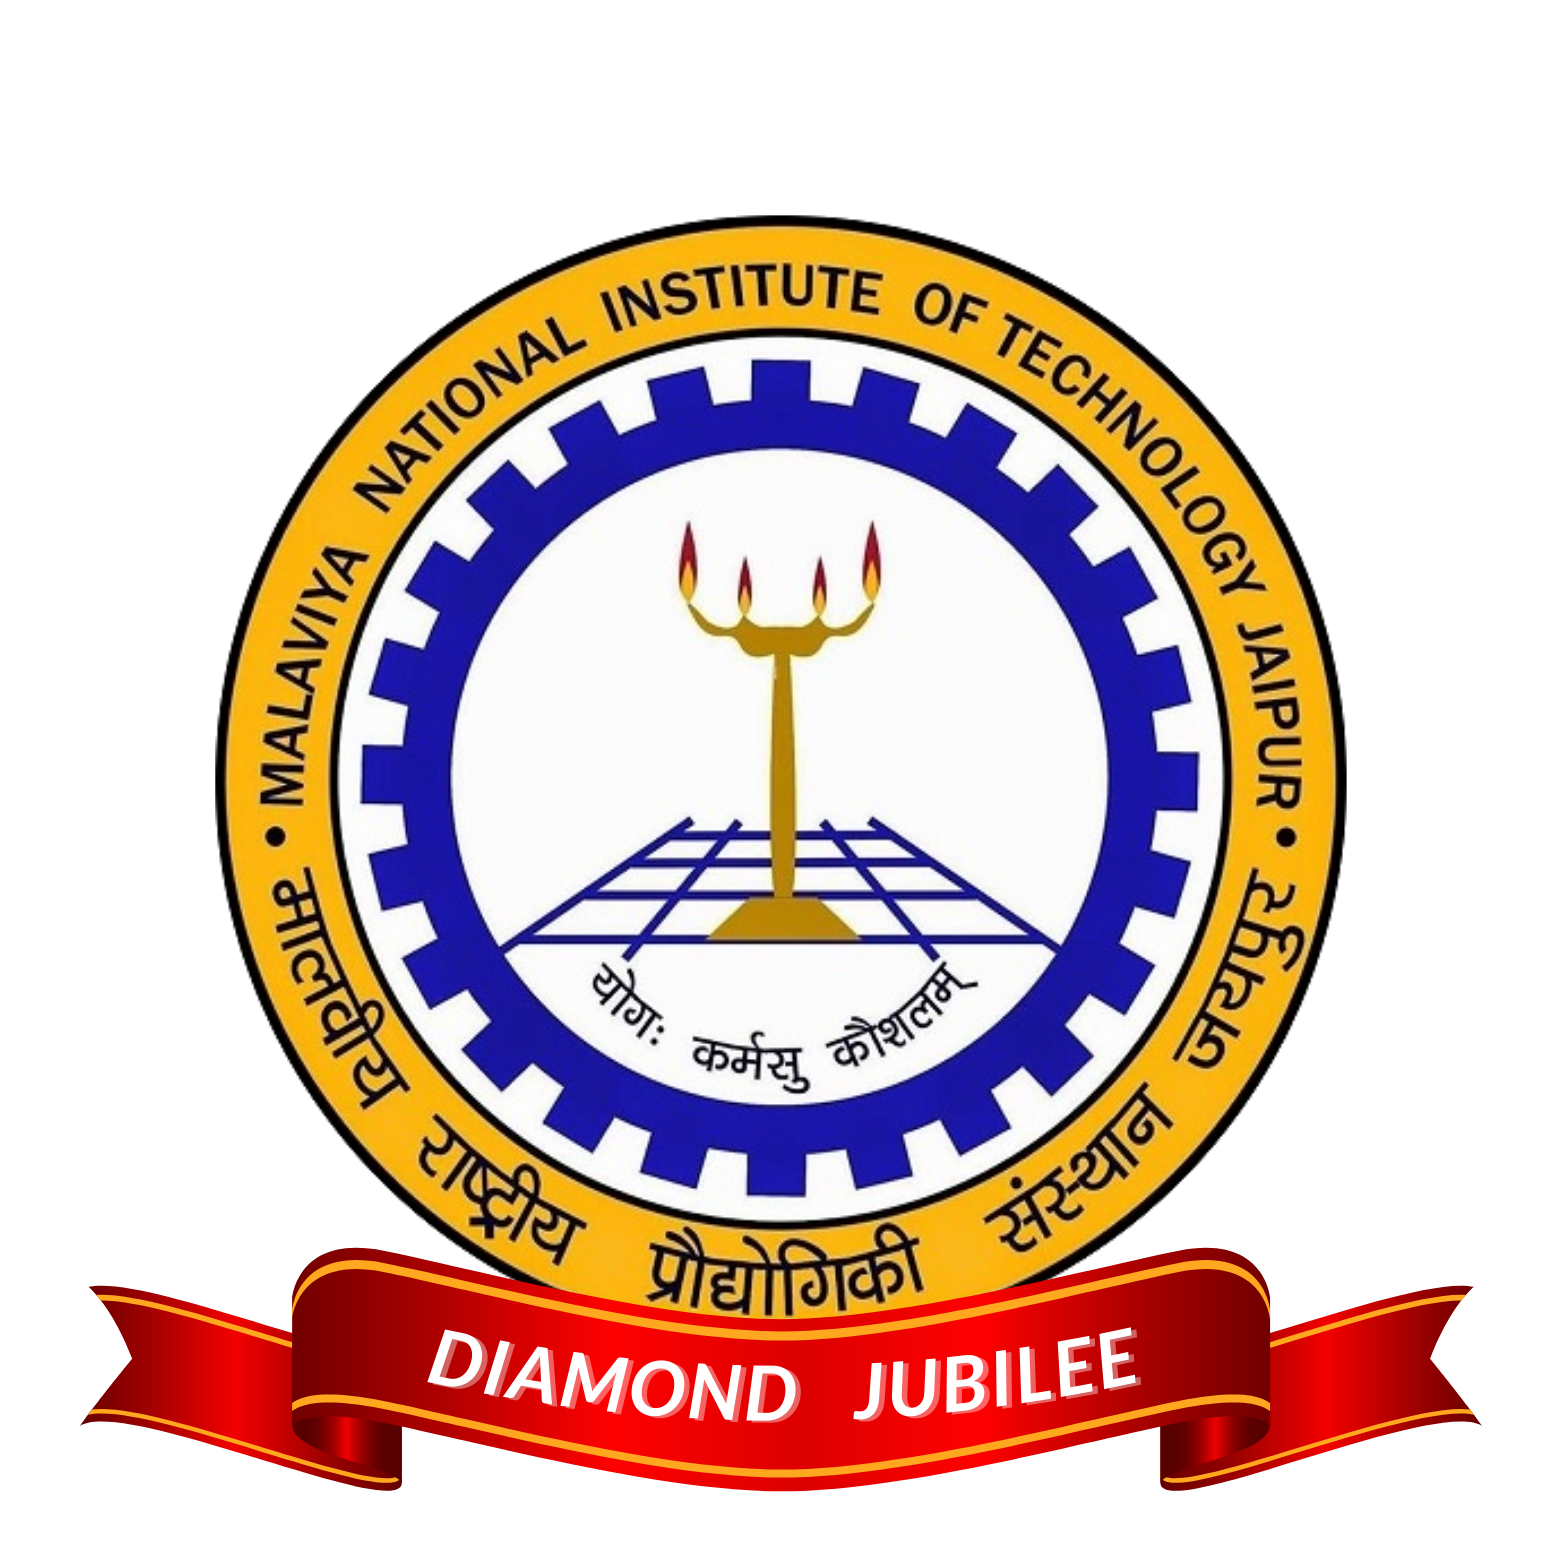 • MALAVIYA NATIONAL INSTITUTE OF TECHNOLOGY JAIPUR •
योगः कर्मसु कौशलम्
मालवीय राष्ट्रीय प्रौद्योगिकी संस्थान जयपुर
DIAMOND JUBILEE